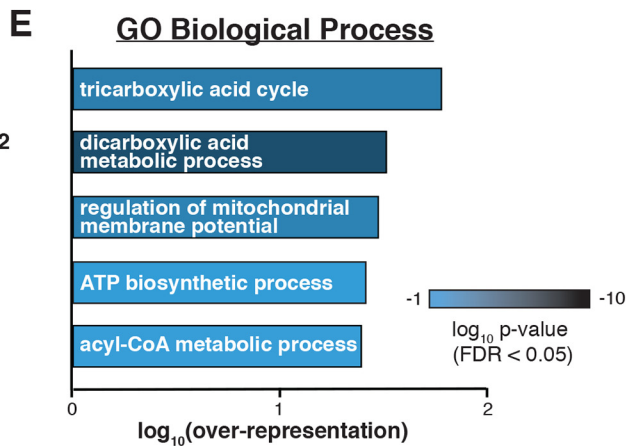 E
GO Biological Process
tricarboxylic acid cycle
2
dicarboxylic acid
metabolic process
regulation of mitochondrial
membrane potential
ATP biosynthetic process
acyl-CoA metabolic process
-1
-10
log10 p-value
(FDR < 0.05)
0
1
2
log10(over-representation)